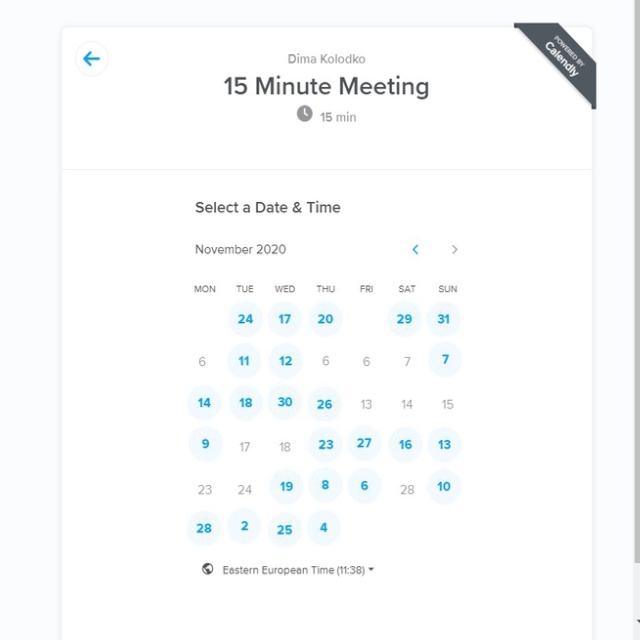 POWERED BY
Calendly
Dima Kolodko
15 Minute Meeting
15 min
Select a Date & Time
November 2020
MON TUE WED THU FRI SAT SUN
24 17 20 29 31
6 11 12 6 6 7 7
14 18 30 26 13 14 15
9 17 18 23 27 16 13
23 24 19 8 6 28 10
28 2 25 4
Eastern European Time (11:38)